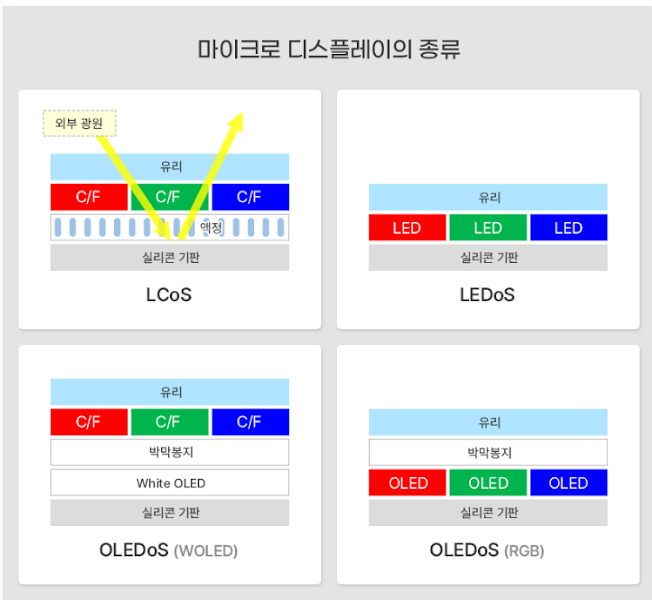 마이크로 디스플레이의 종류
외부 광원
유리
C/F C/F C/F
액정
실리콘 기판
LCoS
유리
LED LED LED
실리콘 기판
LEDoS
유리
C/F C/F C/F
박막봉지
White OLED
실리콘 기판
OLEDoS (WOLED)
유리
박막봉지
OLED OLED OLED
실리콘 기판
OLEDoS (RGB)